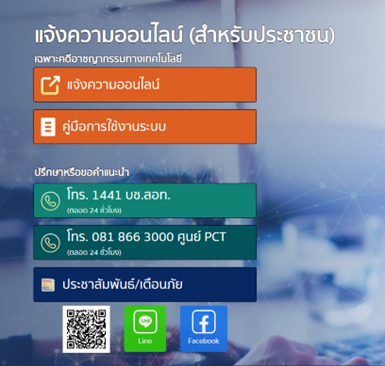 แจ้งความออนไลน์ (สำหรับประชาชน)
เฉพาะคดีอาชญากรรมทางเทคโนโลยี
แจ้งความออนไลน์
คู่มือการใช้งานระบบ
ปรึกษาหรือขอคำแนะนำ
โทร. 1441 บช.สอท.
(ตลอด 24 ชั่วโมง)
โทร. 081 866 3000 ศูนย์ PCT
(ตลอด 24 ชั่วโมง)
ประชาสัมพันธ์/เตือนภัย
LINE
Line
Facebook